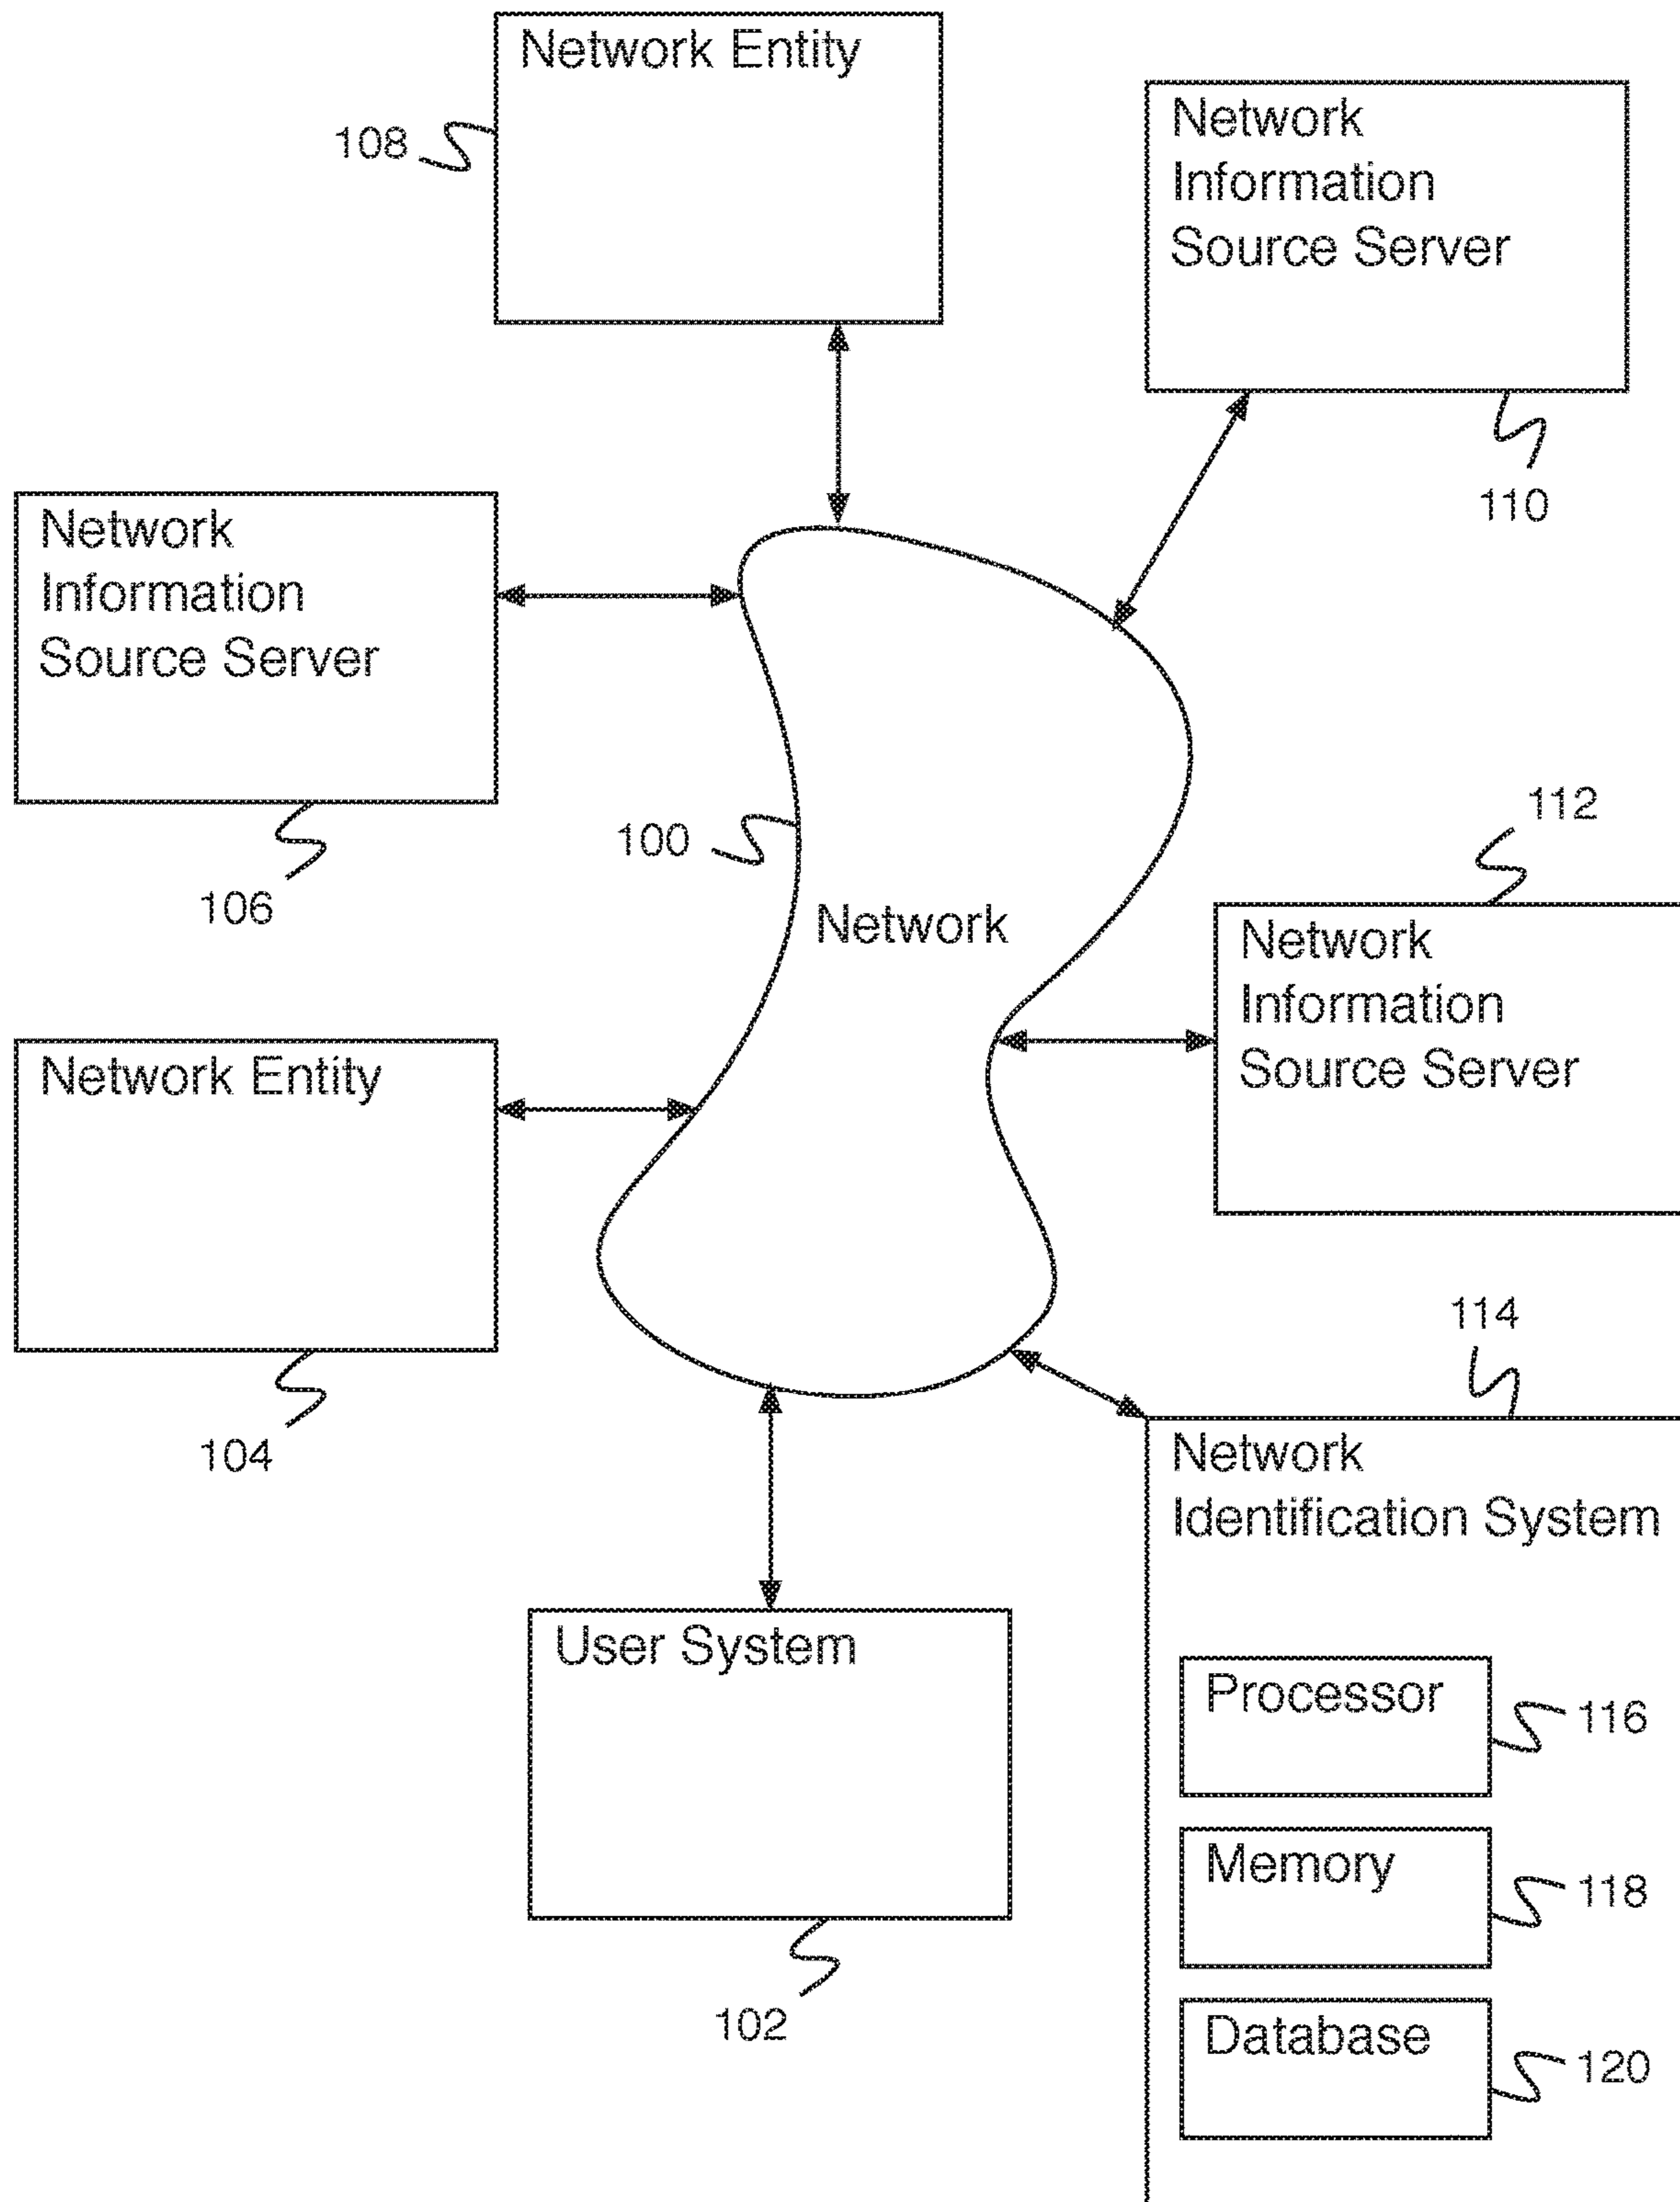 Network Entity
108
Network
Information
Source Server
110
Network
Information
Source Server
106
100
Network
112
Network
Information
Source Server
Network Entity
104
114
Network
Identification System
User System
102
Processor
116
Memory
118
Database
120